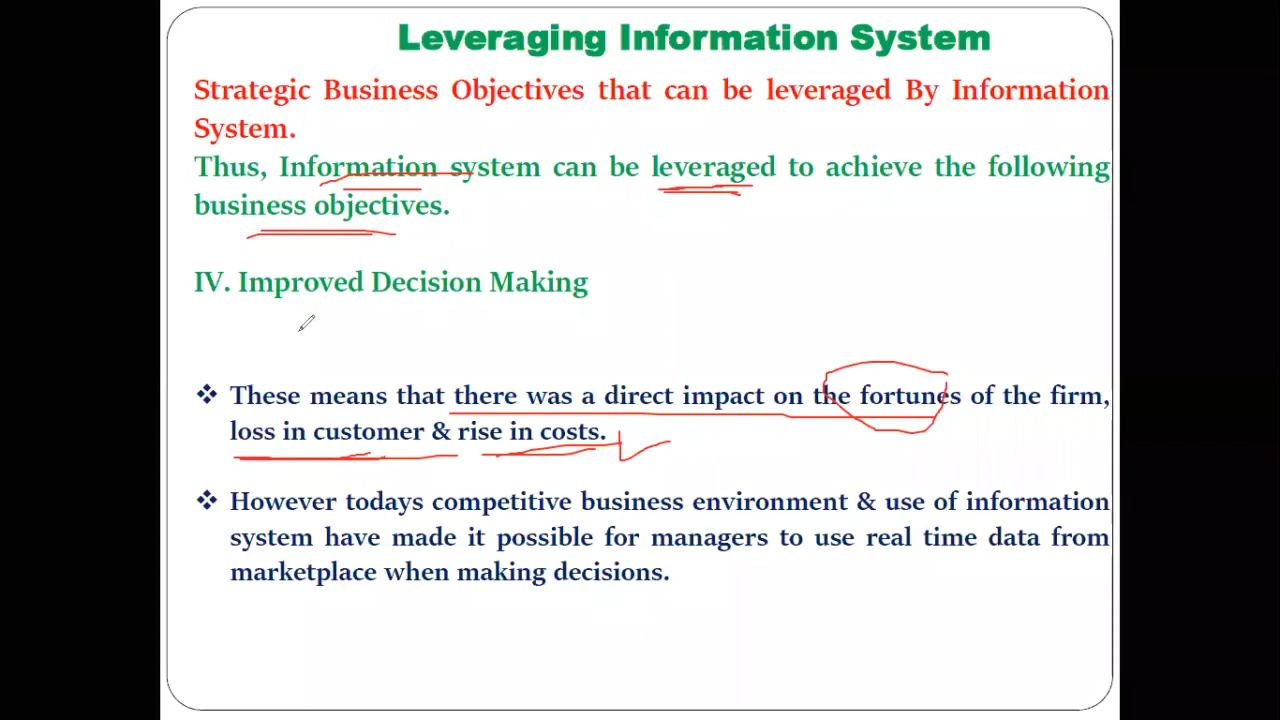 Leveraging Information System
Strategic Business Objectives that can be leveraged By Information
System.
Thus, Information system can be leveraged to achieve the following
business objectives.
IV. Improved Decision Making
❖ These means that there was a direct impact on the fortunes of the firm,
loss in customer & rise in costs.
❖ However todays competitive business environment & use of information
system have made it possible for managers to use real time data from
marketplace when making decisions.